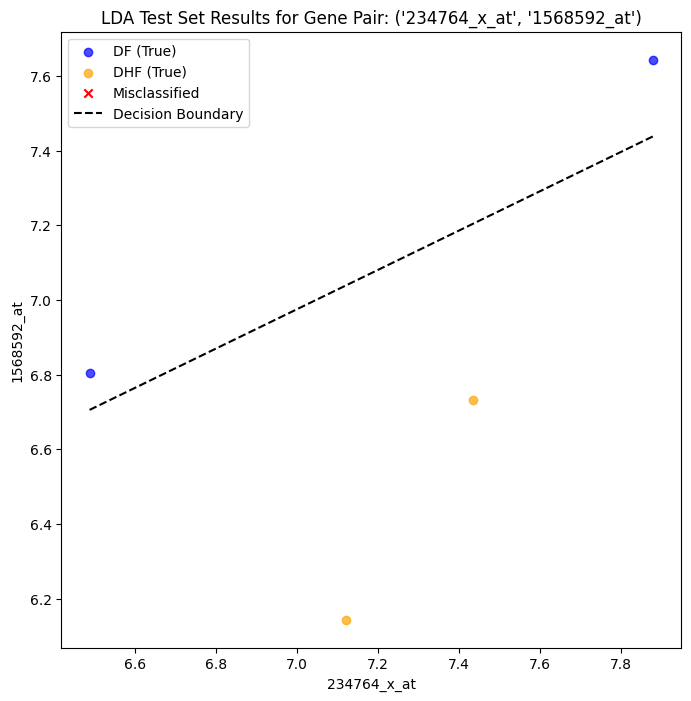 LDA Test Set Results for Gene Pair: ('234764_x_at', '1568592_at')
DF (True)
DHF (True)
Misclassified
Decision Boundary
7.6
7.4
7.2
7.0
6.8
6.6
6.4
6.2
1568592_at
6.6
6.8
7.0
7.2
7.4
7.6
7.8
234764_x_at